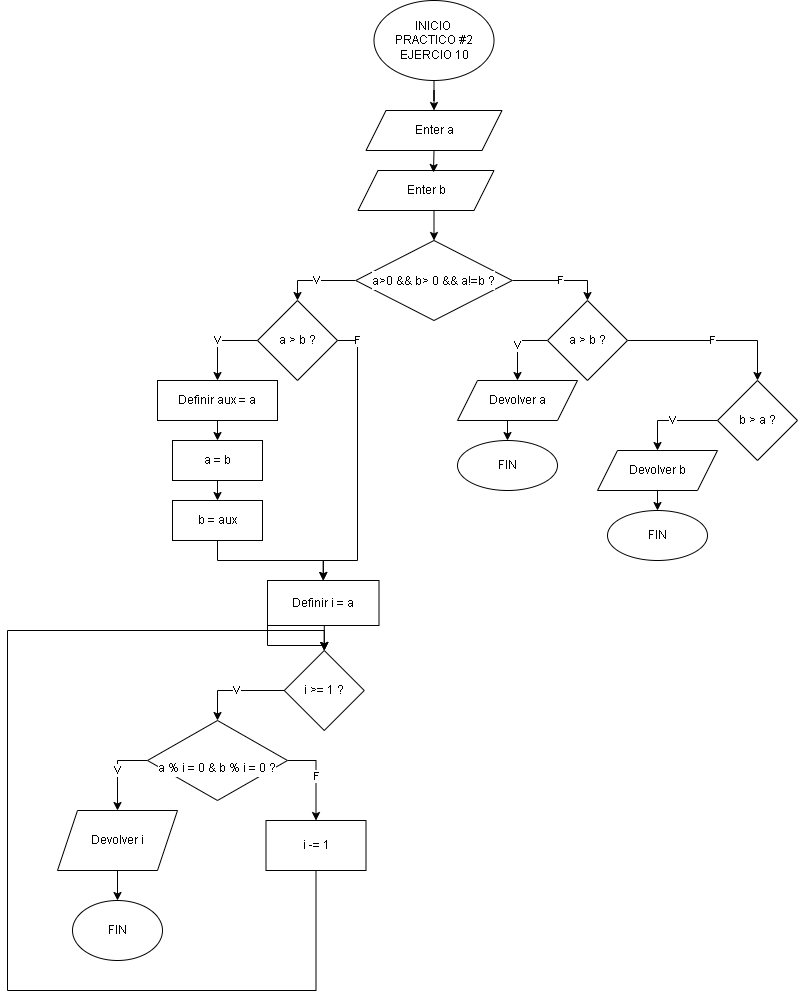 INICIO
PRACTICO #2
EJERCIO 10
Enter a
Enter b
a>0 && b> 0 && a!=b ?
V
F
a > b ?
V
F
a > b ?
V
F
Definir aux = a
Devolver a
b > a ?
V
a = b
FIN
Devolver b
b = aux
FIN
Definir i = a
i >= 1 ?
V
a % i = 0 & b % i = 0 ?
V
F
Devolver i
i -= 1
FIN